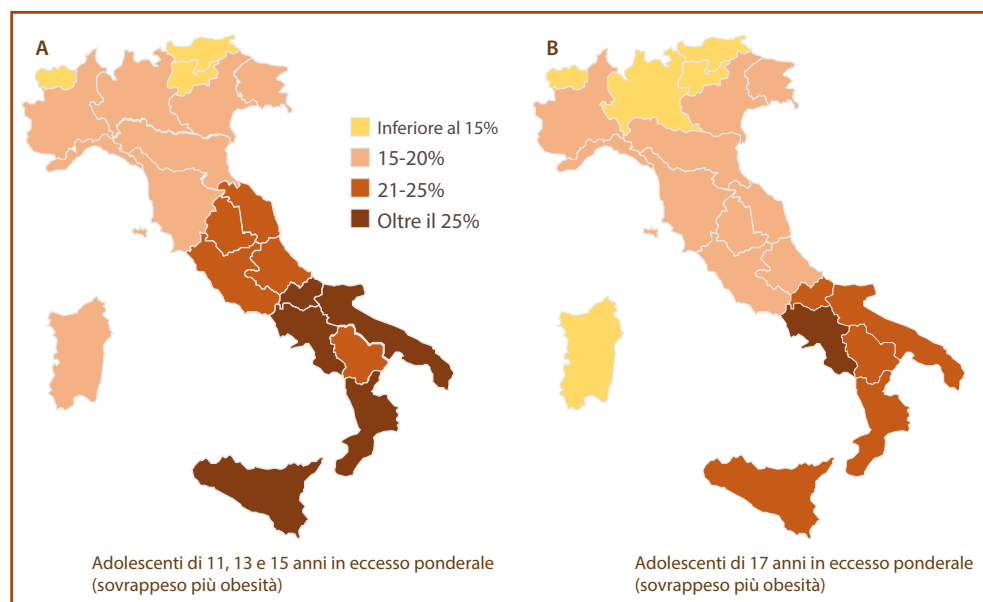 A
B
Inferiore al 15%
15-20%
21-25%
Oltre il 25%
Adolescenti di 11, 13 e 15 anni in eccesso ponderale
(sovrappeso più obesità)
Adolescenti di 17 anni in eccesso ponderale
(sovrappeso più obesità)